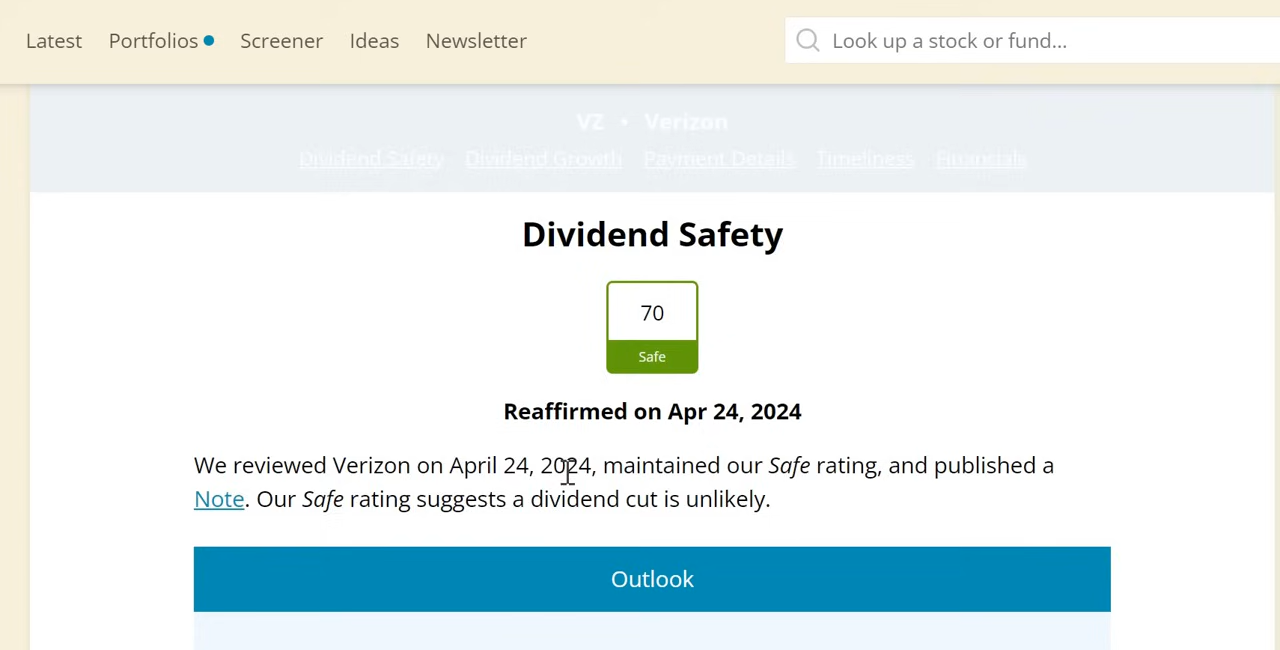 Latest Portfolios Screener Ideas Newsletter Look up a stock or fund...
VZ • Verizon
Dividend Safety Dividend Growth Payment Details Timeliness Financials
Dividend Safety
70
Safe
Reaffirmed on Apr 24, 2024
We reviewed Verizon on April 24, 2024, maintained our Safe rating, and published a
Note. Our Safe rating suggests a dividend cut is unlikely.
Outlook